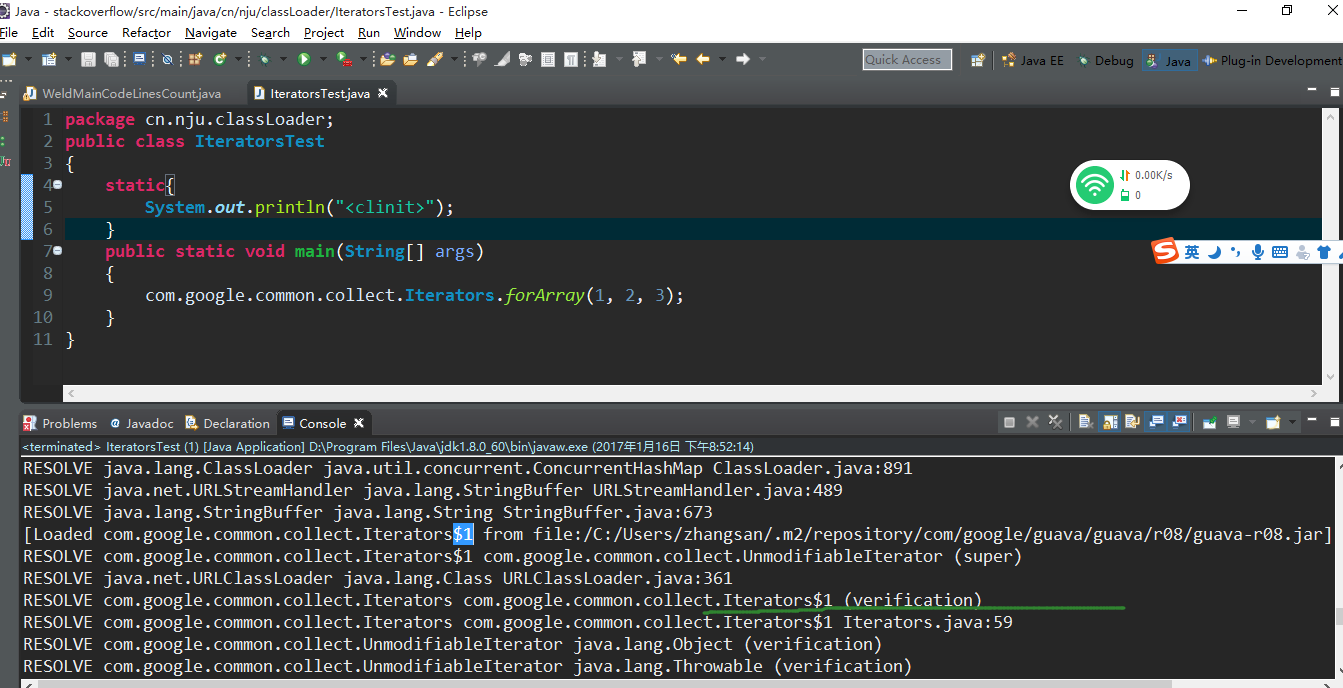 Java - stackoverflow/src/main/java/cn/nju/classLoader/IteratorsTest.java - Eclipse
File Edit Source Refactor Navigate Search Project Run Window Help
Quick Access Java EE Debug Java Plug-in Development
WeldMainCodeLinesCount.java IteratorsTest.java
1 package cn.nju.classLoader;
2 public class IteratorsTest
3 {
4 static{
5 System.out.println("<clinit>");
6 }
7 public static void main(String[] args)
8 {
9 com.google.common.collect.Iterators.forArray(1, 2, 3);
10 }
11 }
0.00K/s
0
英
Problems Javadoc Declaration Console
<terminated> IteratorsTest (1) [Java Application] D:\Program Files\Java\jdk1.8.0_60\bin\javaw.exe (2017年1月16日 下午8:52:14)
RESOLVE java.lang.ClassLoader java.util.concurrent.ConcurrentHashMap ClassLoader.java:891
RESOLVE java.net.URLStreamHandler java.lang.StringBuffer URLStreamHandler.java:489
RESOLVE java.lang.StringBuffer java.lang.String StringBuffer.java:673
[Loaded com.google.common.collect.Iterators$1 from file:/C:/Users/zhangsan/.m2/repository/com/google/guava/guava/r08/guava-r08.jar]
RESOLVE com.google.common.collect.Iterators$1 com.google.common.collect.UnmodifiableIterator (super)
RESOLVE java.net.URLClassLoader java.lang.Class URLClassLoader.java:361
RESOLVE com.google.common.collect.Iterators com.google.common.collect.Iterators$1 (verification)
RESOLVE com.google.common.collect.Iterators com.google.common.collect.Iterators$1 Iterators.java:59
RESOLVE com.google.common.collect.UnmodifiableIterator java.lang.Object (verification)
RESOLVE com.google.common.collect.UnmodifiableIterator java.lang.Throwable (verification)